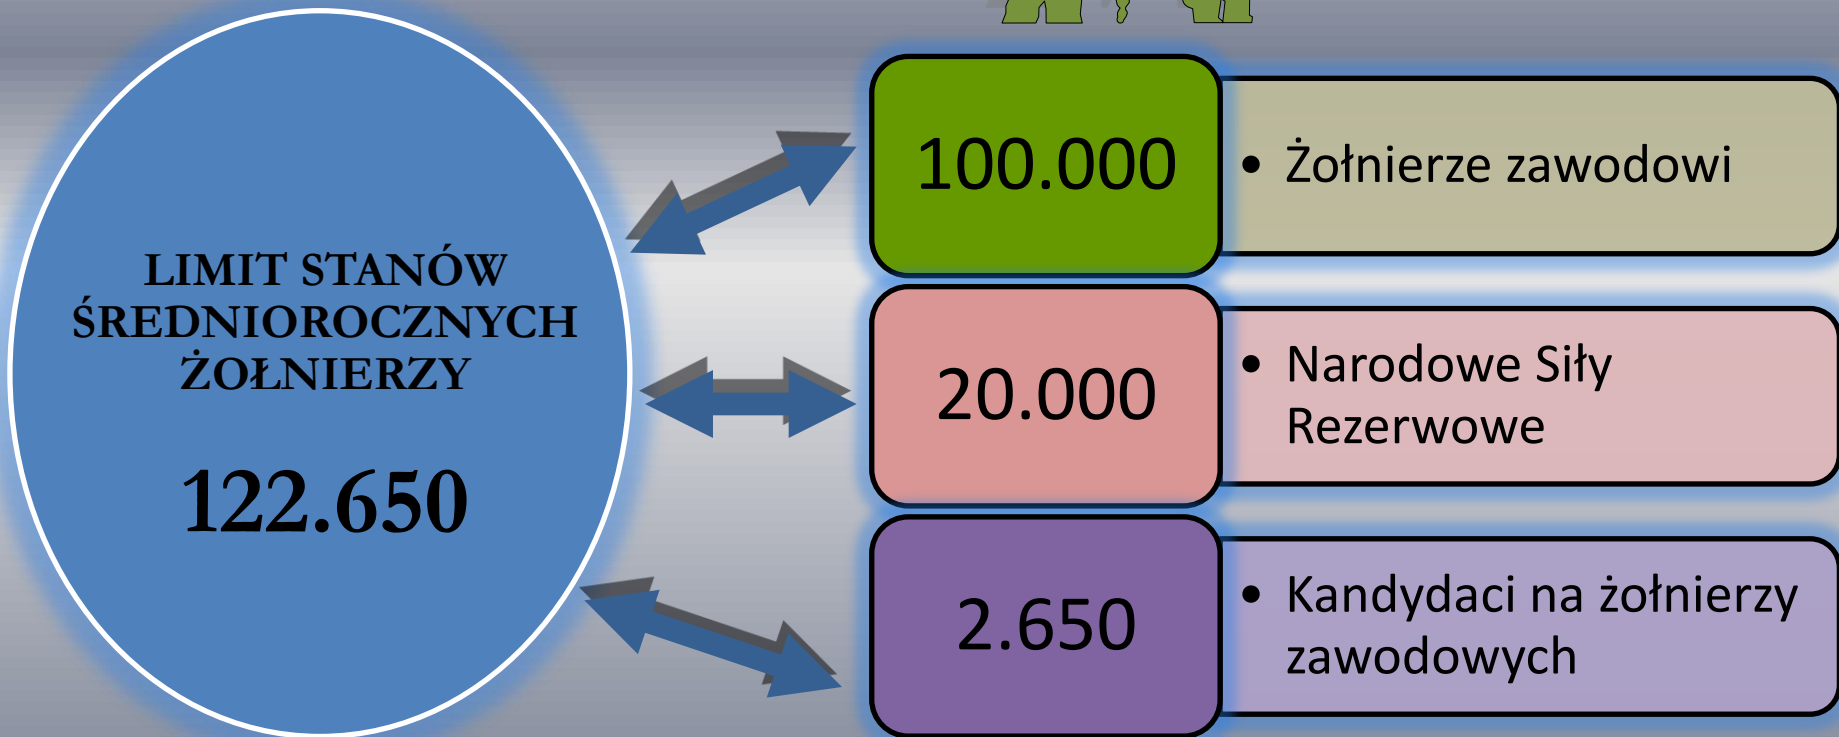 LIMIT STANÓW
ŚREDNIOROCZNYCH
ŻOŁNIERZY
122.650
100.000
• Żołnierze zawodowi
20.000
• Narodowe Siły
Rezerwowe
2.650
• Kandydaci na żołnierzy
zawodowych